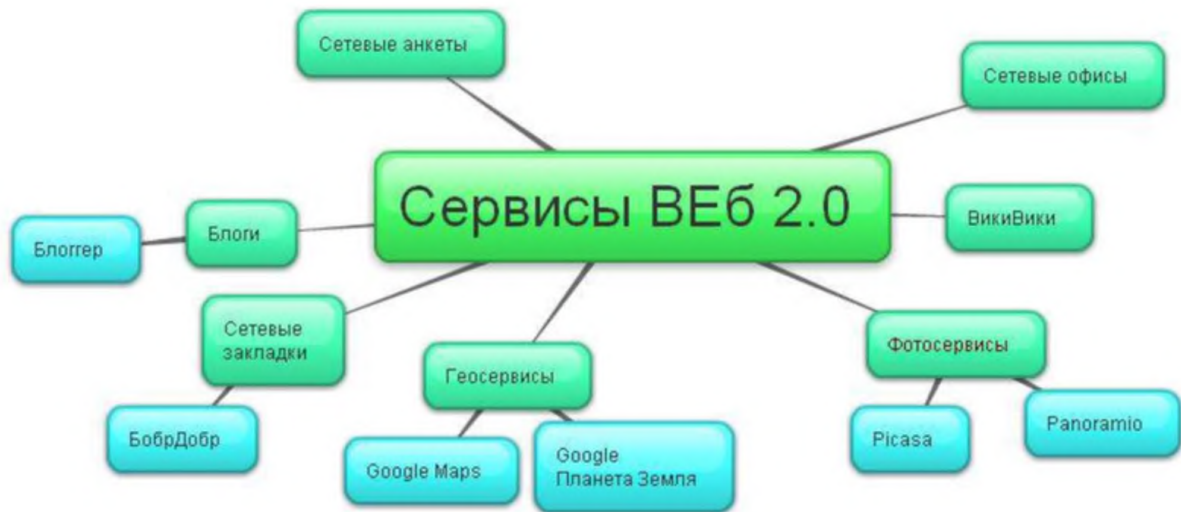 Сетевые анкеты
Сетевые офисы
Сервисы ВЕб 2.0
ВикиВики
Блоги
Блоггер
Сетевые
закладки
Фотосервисы
Геосервисы
БобрДобр
Google Maps
Google
Планета Земля
Picasa
Panoramio